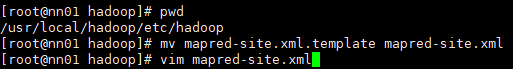 [root@nn01 hadoop]# pwd
/usr/local/hadoop/etc/hadoop
[root@nn01 hadoop]# mv mapred-site.xml.template mapred-site.xml
[root@nn01 hadoop]# vim mapred-site.xml